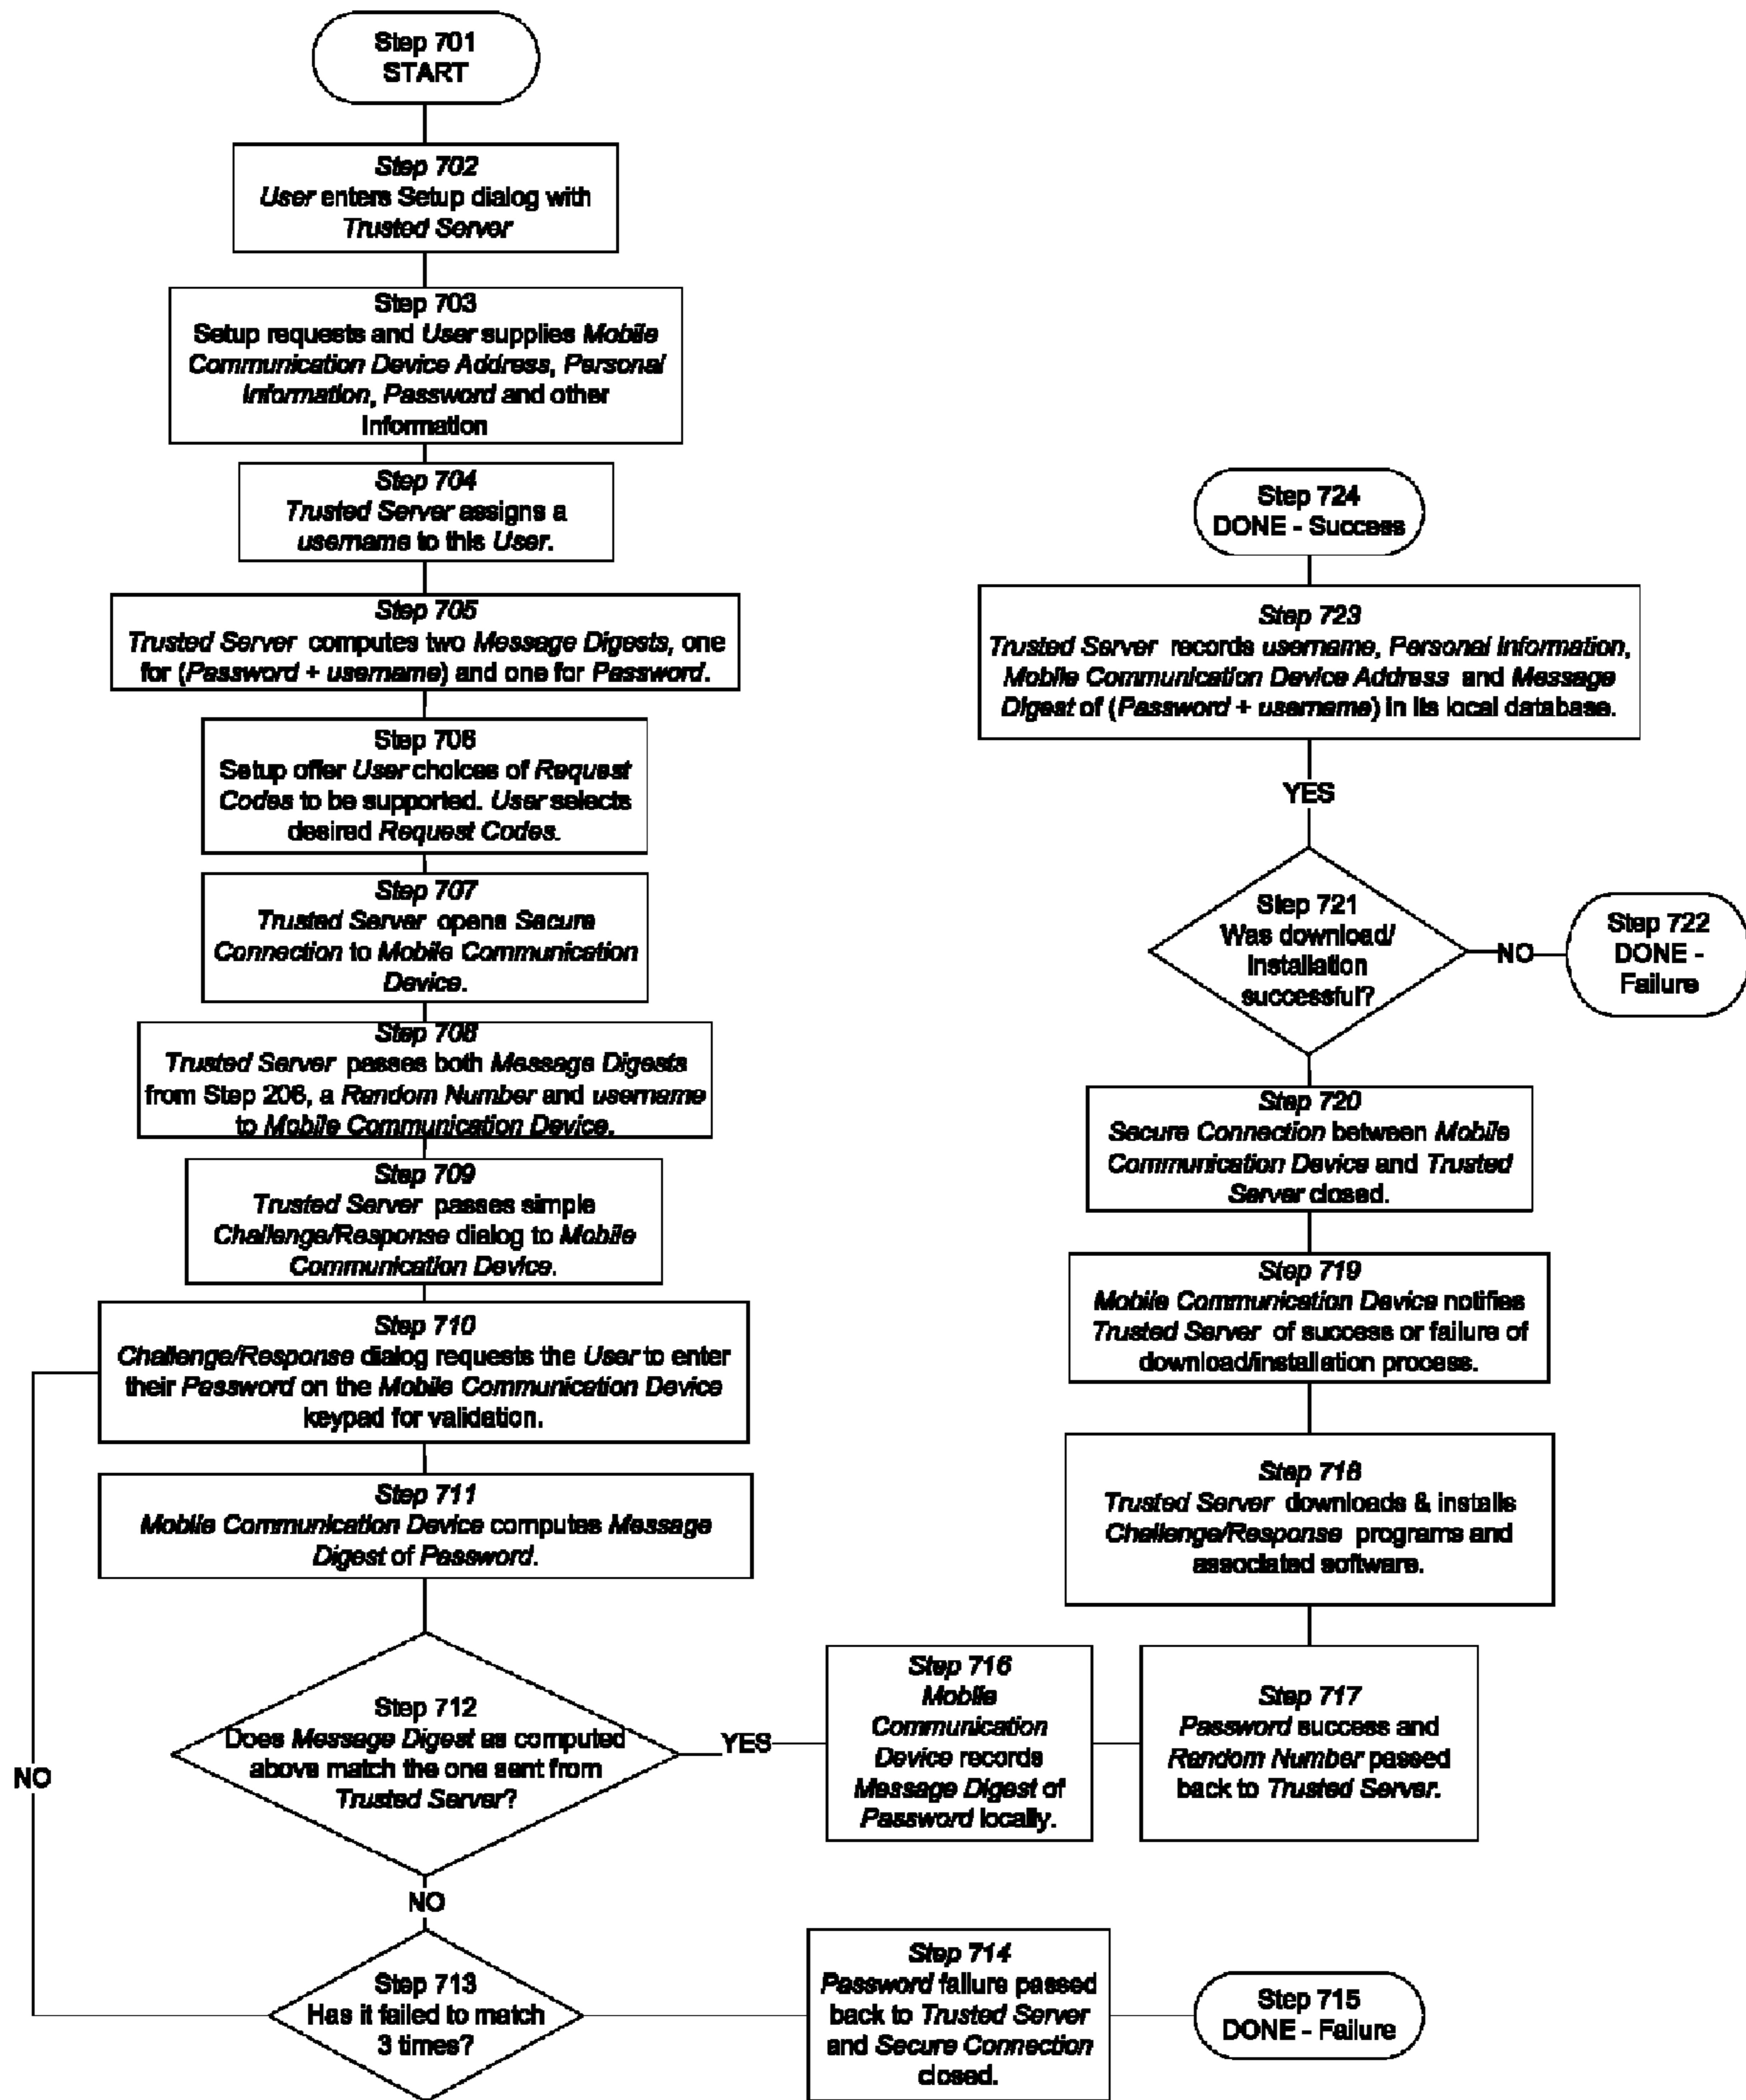 Step 701
START
Step 702
User enters Setup dialog with
Trusted Server
Step 703
Setup requests and User supplies Mobile
Communication Device Address, Personal
Information, Password and other
Information
Step 704
Trusted Server assigns a
username to this User.
Step 705
Trusted Server computes two Message Digests, one
for (Password + username) and one for Password.
Step 706
Setup offer User choices of Request
Codes to be supported. User selects
desired Request Codes.
Step 707
Trusted Server opens Secure
Connection to Mobile Communication
Device.
Step 708
Trusted Server passes both Message Digests
from Step 206, a Random Number and username
to Mobile Communication Device.
Step 709
Trusted Server passes simple
Challenge/Response dialog to Mobile
Communication Device.
Step 710
Challenge/Response dialog requests the User to enter
their Password on the Mobile Communication Device
keypad for validation.
Step 711
Mobile Communication Device computes Message
Digest of Password.
Step 712
Does Message Digest as computed
above match the one sent from
Trusted Server?
YES
NO
NO
Step 713
Has it failed to match
3 times?
Step 714
Password failure passed
back to Trusted Server
and Secure Connection
closed.
Step 715
DONE - Failure
Step 716
Mobile
Communication
Device records
Message Digest of
Password locally.
Step 717
Password success and
Random Number passed
back to Trusted Server.
Step 718
Trusted Server downloads & installs
Challenge/Response programs and
associated software.
Step 719
Mobile Communication Device notifies
Trusted Server of success or failure of
download/installation process.
Step 720
Secure Connection between Mobile
Communication Device and Trusted
Server closed.
Step 721
Was download/
Installation
successful?
NO
Step 722
DONE -
Failure
YES
Step 723
Trusted Server records username, Personal Information,
Mobile Communication Device Address and Message
Digest of (Password + username) in its local database.
Step 724
DONE - Success